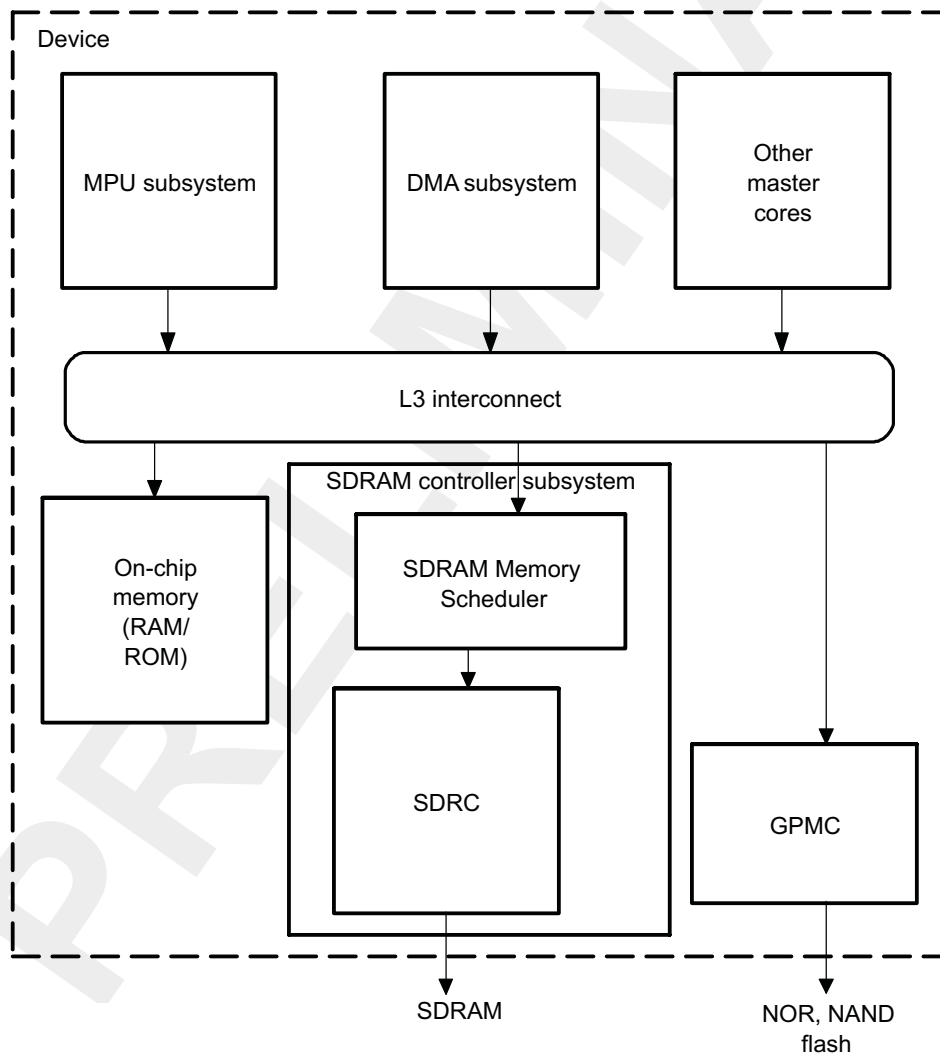 Device
MPU subsystem
DMA subsystem
Other
master
cores
L3 interconnect
SDRAM controller subsystem
On-chip
memory
(RAM/
ROM)
SDRAM Memory
Scheduler
SDRC
GPMC
SDRAM
NOR, NAND
flash